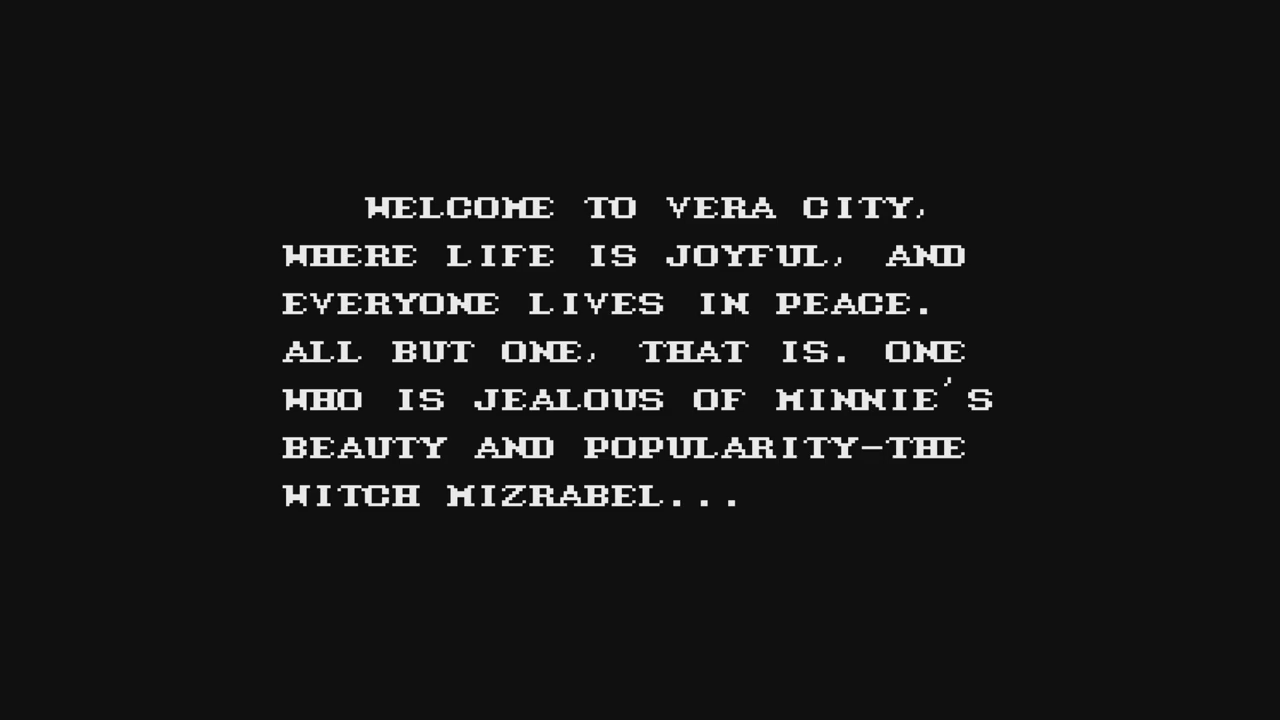 WELCOME TO VERA CITY,
WHERE LIFE IS JOYFUL, AND
EVERYONE LIVES IN PEACE.
ALL BUT ONE, THAT IS. ONE
WHO IS JEALOUS OF MINNIE'S
BEAUTY AND POPULARITY-THE
WITCH MIZRABEL...